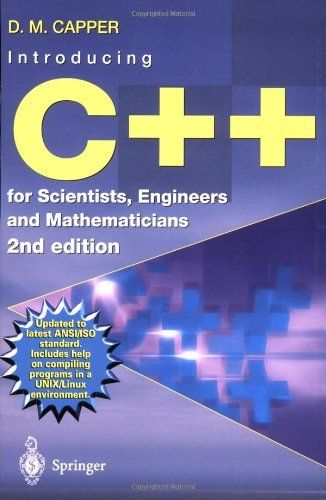 D. M. CAPPER
Introducing
C++
for Scientists, Engineers
and Mathematicians
2nd edition
Updated to
latest ANSI/ISO
standard.
Includes help
on compiling
programs in a
UNIX/Linux
environment.
Springer